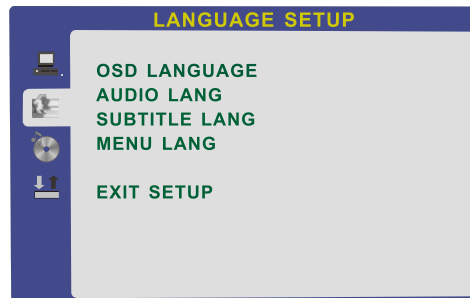 LANGUAGE SETUP
OSD LANGUAGE
AUDIO LANG
SUBTITLE LANG
MENU LANG
EXIT SETUP